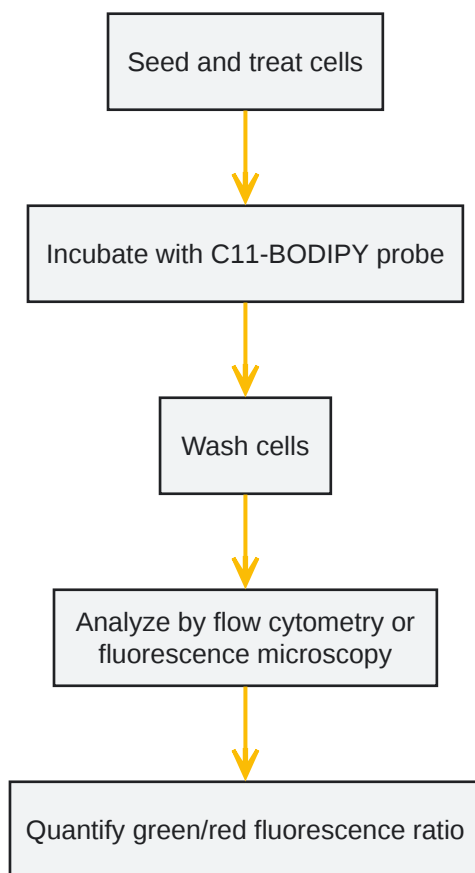 Seed and treat cells
Incubate with C11-BODIPY probe
Wash cells
Analyze by flow cytometry or
fluorescence microscopy
Quantify green/red fluorescence ratio